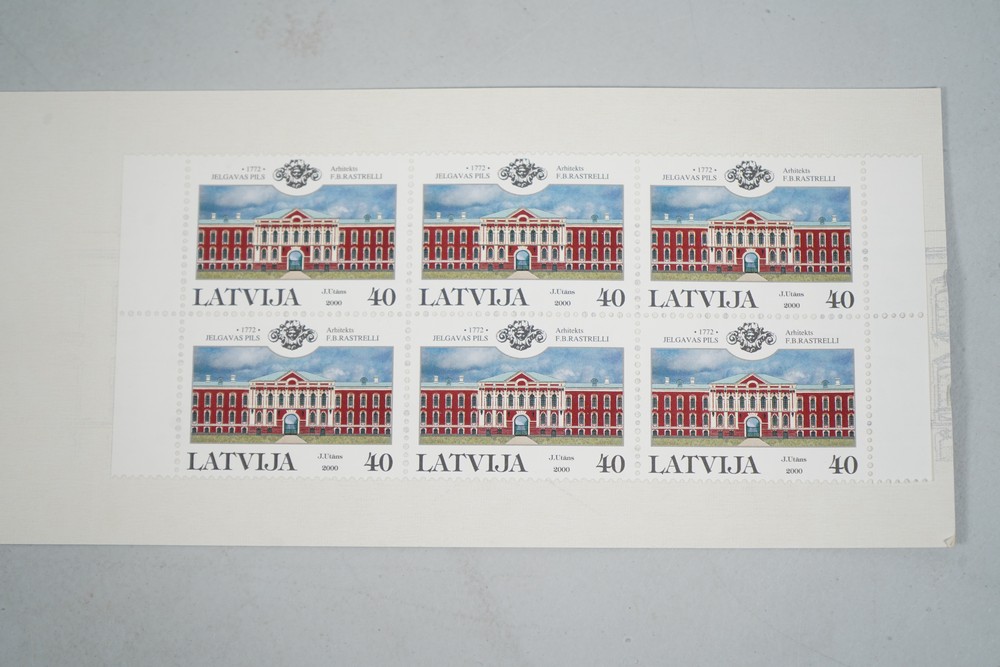 • 1772 • Arhitekts
JELGAVAS PILS F.B.RASTRELLI
LATVIJA J.Utāns 2000 40
• 1772 • Arhitekts
JELGAVAS PILS F.B.RASTRELLI
LATVIJA J.Utāns 2000 40
• 1772 • Arhitekts
JELGAVAS PILS F.B.RASTRELLI
LATVIJA J.Utāns 2000 40
• 1772 • Arhitekts
JELGAVAS PILS F.B.RASTRELLI
LATVIJA J.Utāns 2000 40
• 1772 • Arhitekts
JELGAVAS PILS F.B.RASTRELLI
LATVIJA J.Utāns 2000 40
• 1772 • Arhitekts
JELGAVAS PILS F.B.RASTRELLI
LATVIJA J.Utāns 2000 40